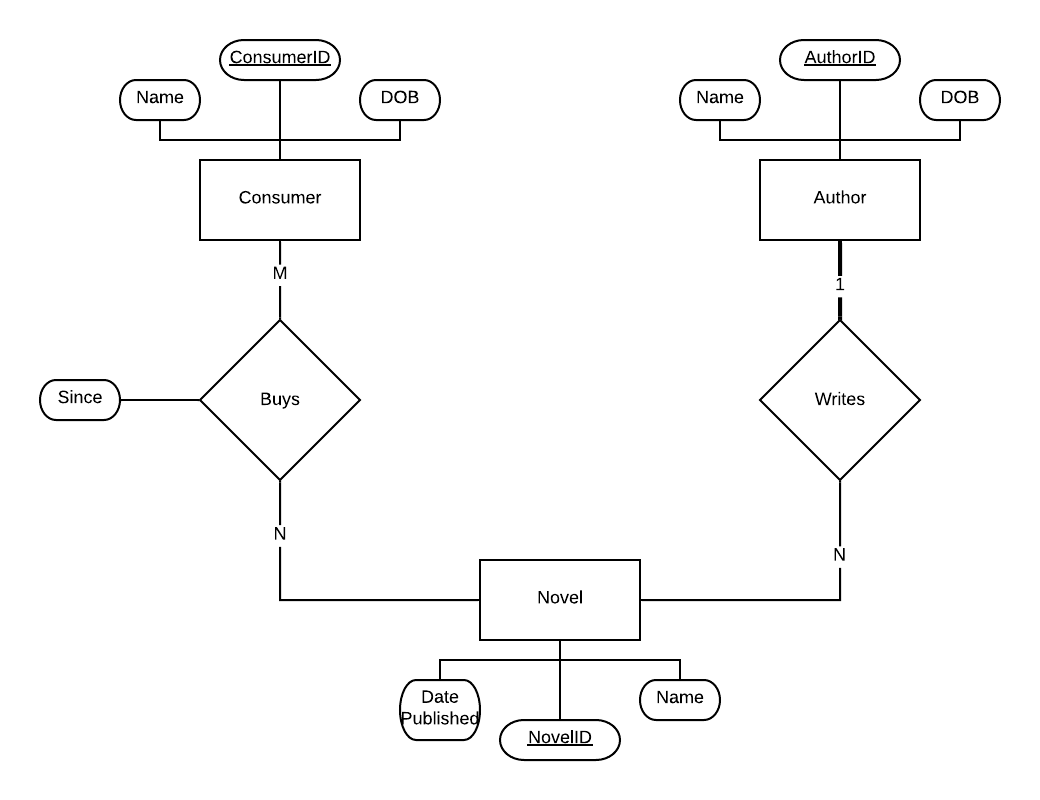 ConsumerID
AuthorID
Name
DOB
Name
DOB
Consumer
Author
M
1
Since
Buys
Writes
N
N
Novel
Date
Published
Name
NovelID